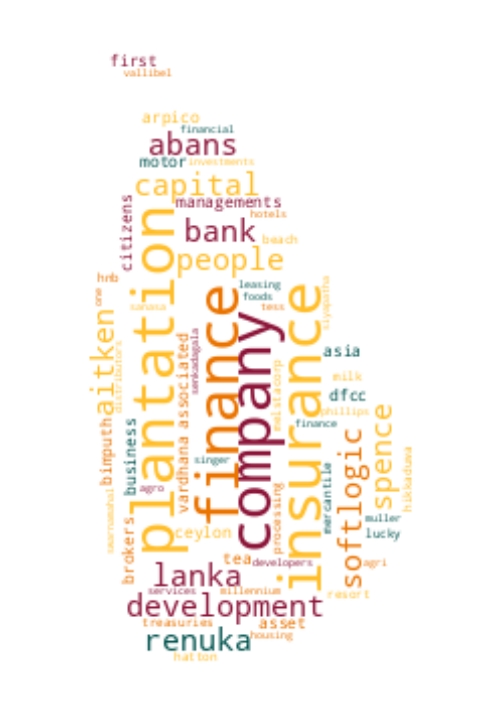 first
vallibel
arpico
financial
abans
motor
investments
capital
citizens
managements
hotels
bank
beach
people
plantation
hnb
one
leasing
foods
tess
siyapatha
sanasa
finance
insurance
company
aitken
distributors
vardhana
associated
senkadagala
asia
melstacorp
milk
dfcc
phillips
finance
spence
business
bimputh
singer
softlogic
hikkaduwa
mercantile
agro
processing
muller
lucky
brokers
ceylon
tea
developers
agri
lanka
services
millennium
resort
development
treasuries
asset
housing
renuka
hatton